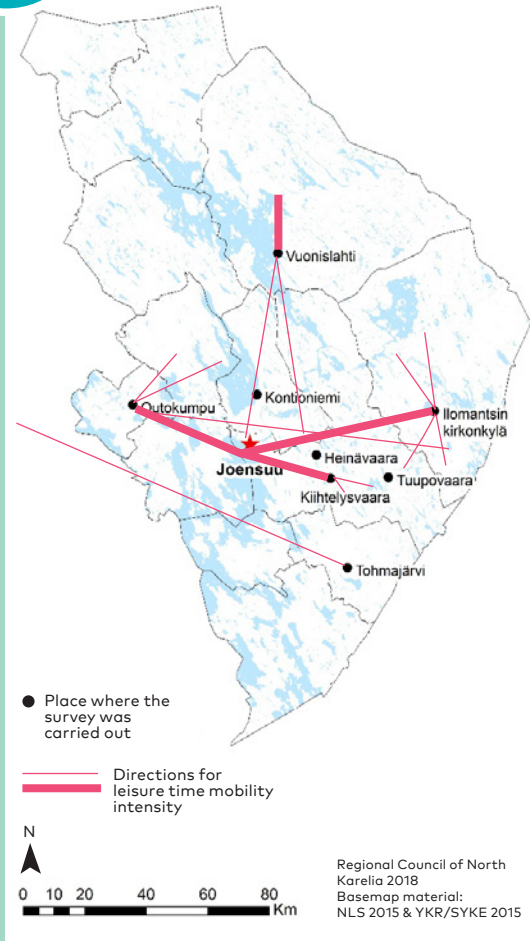 Vuonislahti
Kontioniemi
Outokumpu
Ilomantsin
kirkonkylä
Joensuu
Heinävaara
Tuupovaara
Kiihtelysvaara
Tohmajärvi
Place where the
survey was
carried out
Directions for
leisure time mobility
intensity
N
0 10 20 40 60 80
Km
Regional Council of North
Karelia 2018
Basemap material:
NLS 2015 & YKR/SYKE 2015